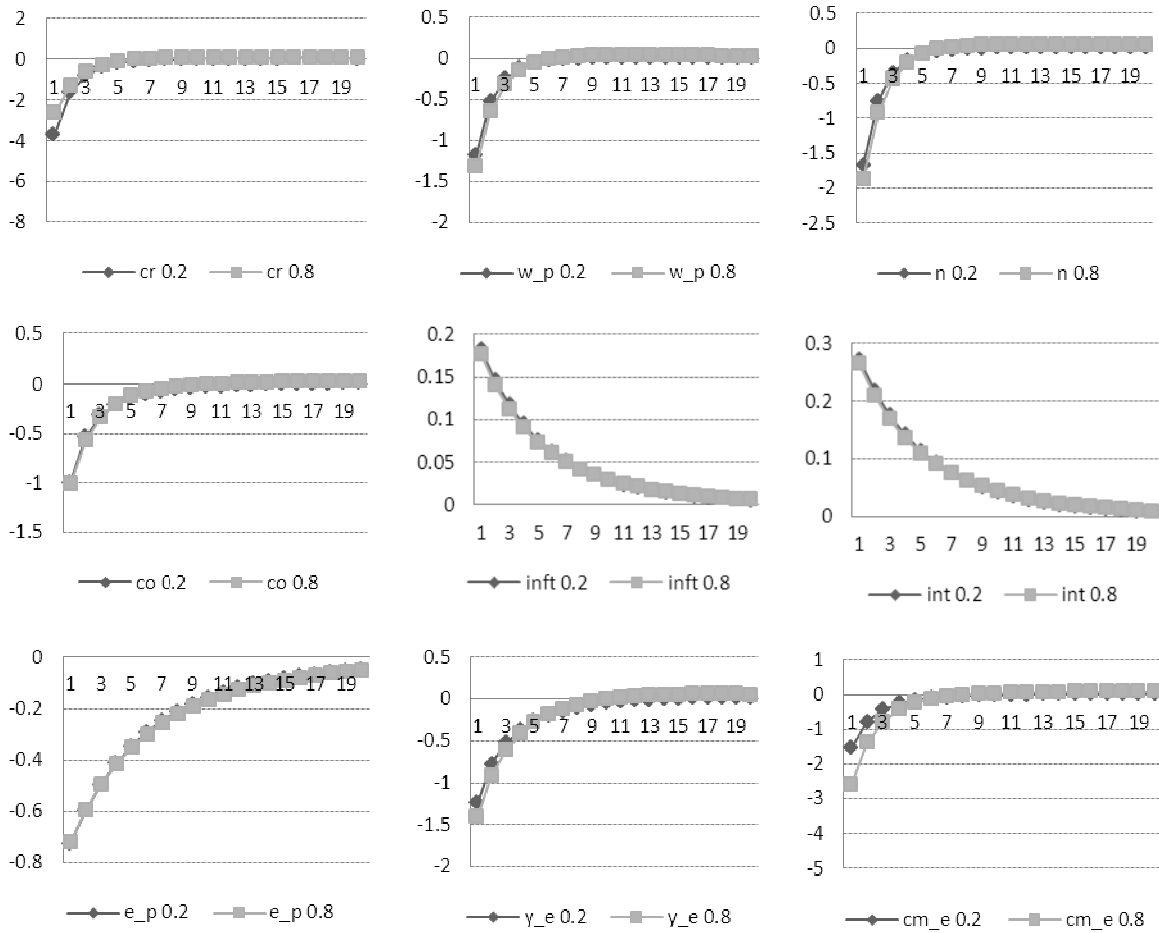 2
0
-2
-4
-6
-8
1 3 5 7 9 11 13 15 17 19
cr 0.2 cr 0.8
0.5
0
-0.5
-1
-1.5
-2
1 3 5 7 9 11 13 15 17 19
w_p 0.2 w_p 0.8
0.5
0
-0.5
-1
-1.5
-2
-2.5
1 3 5 7 9 11 13 15 17 19
n 0.2 n 0.8
0.5
0
-0.5
-1
-1.5
1 3 5 7 9 11 13 15 17 19
co 0.2 co 0.8
0.2
0.15
0.1
0.05
0
1 3 5 7 9 11 13 15 17 19
inft 0.2 inft 0.8
0.3
0.2
0.1
0
1 3 5 7 9 11 13 15 17 19
int 0.2 int 0.8
0
-0.2
-0.4
-0.6
-0.8
1 3 5 7 9 11 13 15 17 19
e_p 0.2 e_p 0.8
0.5
0
-0.5
-1
-1.5
-2
1 3 5 7 9 11 13 15 17 19
y_e 0.2 y_e 0.8
1
0
-1
-2
-3
-4
-5
1 3 5 7 9 11 13 15 17 19
cm_e 0.2 cm_e 0.8